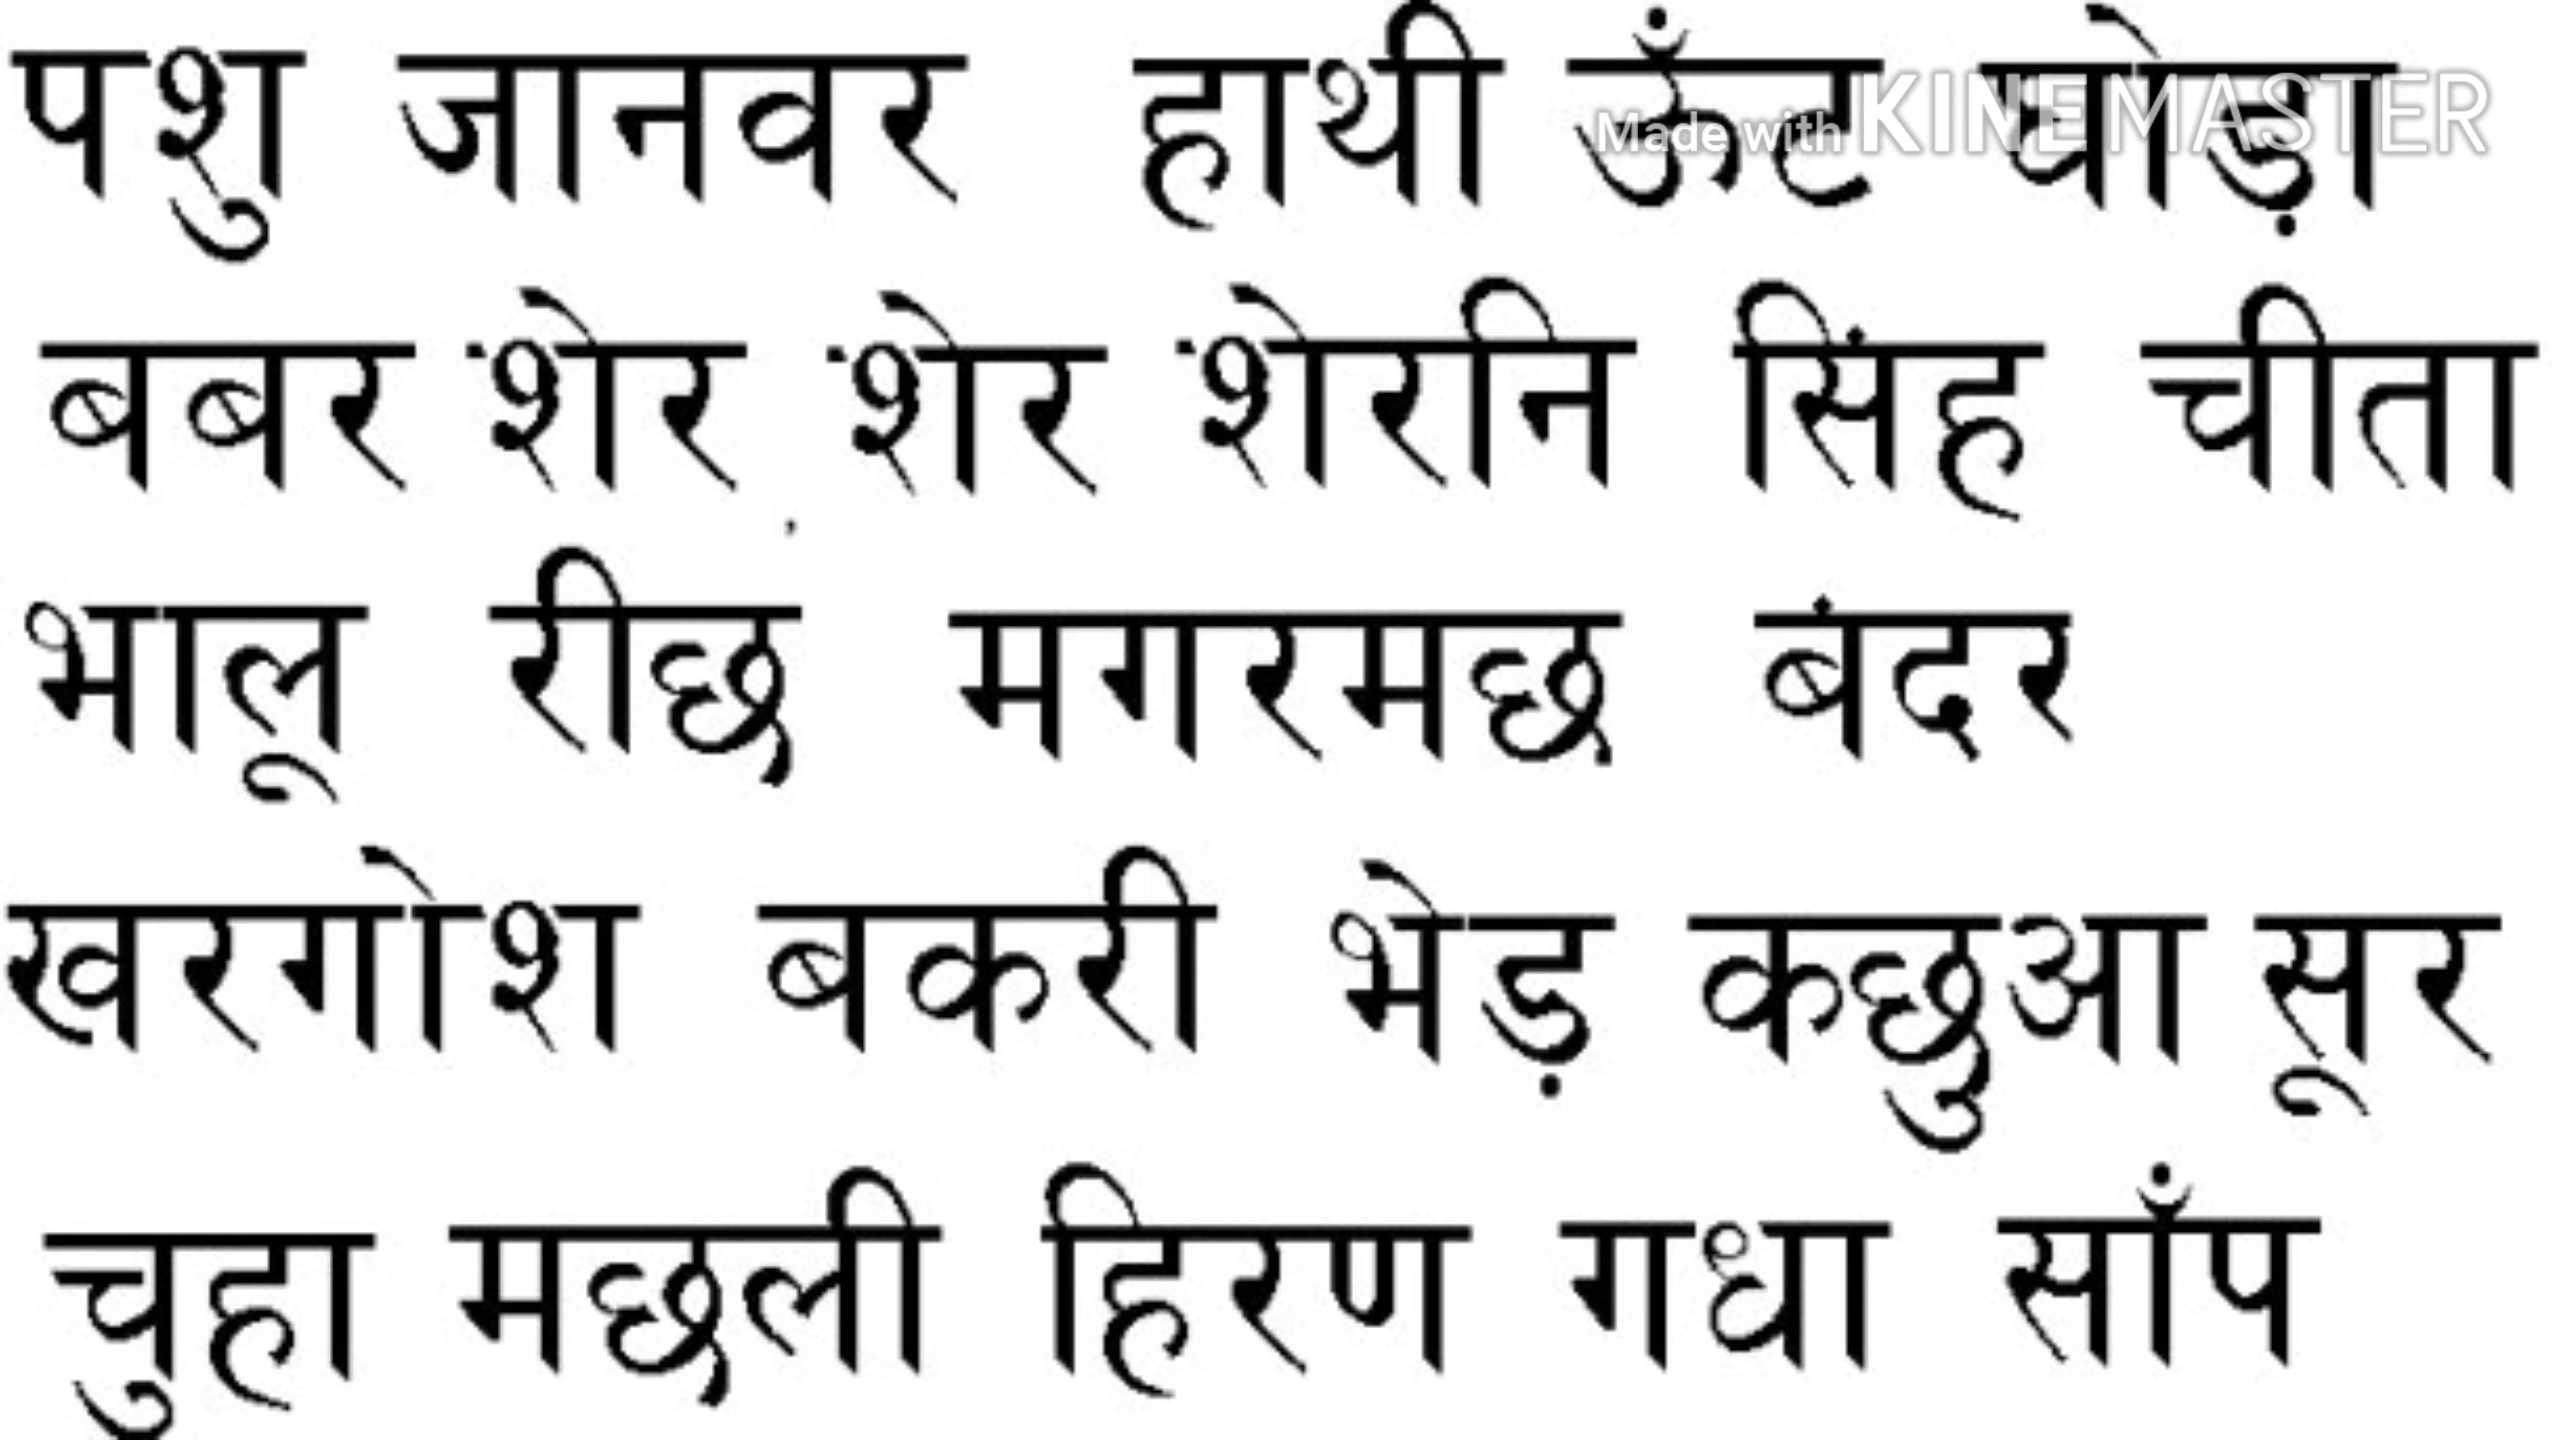 पशु जानवर हाथी ऊँट घोड़ा
Made with KINEMASTER
बबर शेर शेर शेरनि सिंह चीता
भालू रीछ मगरमछ बंदर
खरगोश बकरी भेड़ कछुआ सूर
चुहा मछली हिरण गधा साँप